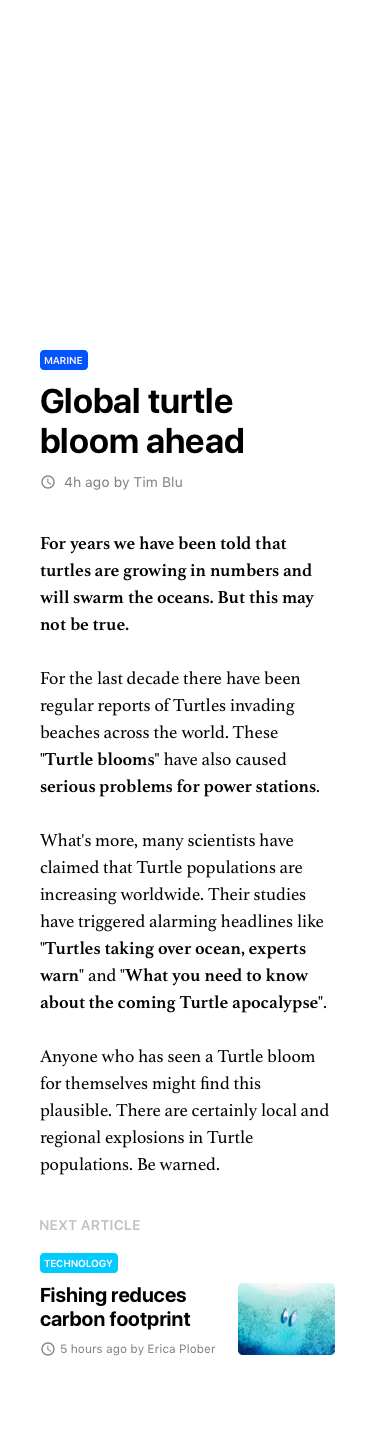 MARINE
Global turtle
bloom ahead
4h ago by Tim Blu
For years we have been told that
turtles are growing in numbers and
will swarm the oceans. But this may
not be true.
For the last decade there have been
regular reports of Turtles invading
beaches across the world. These
"Turtle blooms" have also caused
serious problems for power stations.
What's more, many scientists have
claimed that Turtle populations are
increasing worldwide. Their studies
have triggered alarming headlines like
"Turtles taking over ocean, experts
warn" and "What you need to know
about the coming Turtle apocalypse".
Anyone who has seen a Turtle bloom
for themselves might find this
plausible. There are certainly local and
regional explosions in Turtle
populations. Be warned.
NEXT ARTICLE
TECHNOLOGY
Fishing reduces
carbon footprint
5 hours ago by Erica Plober